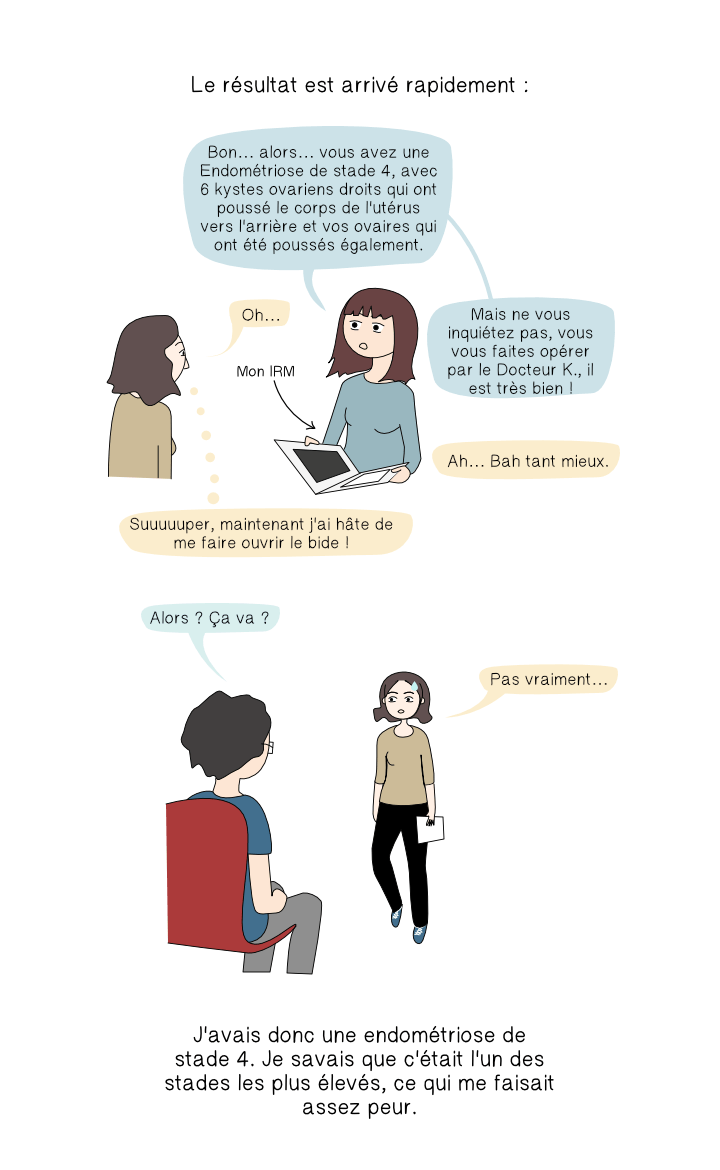 Le résultat est arrivé rapidement :
Bon... alors... vous avez une
Endométriose de stade 4, avec
6 kystes ovariens droits qui ont
poussé le corps de l'utérus
vers l'arrière et vos ovaires qui
ont été poussés également.
Oh...
Mais ne vous
inquiétez pas, vous
vous faites opérer
par le Docteur K., il
est très bien !
Mon IRM
Ah... Bah tant mieux.
Suuuuuper, maintenant j'ai hâte de
me faire ouvrir le bide !
Alors ? Ça va ?
Pas vraiment...
J'avais donc une endométriose de
stade 4. Je savais que c'était l'un des
stades les plus élevés, ce qui me faisait
assez peur.